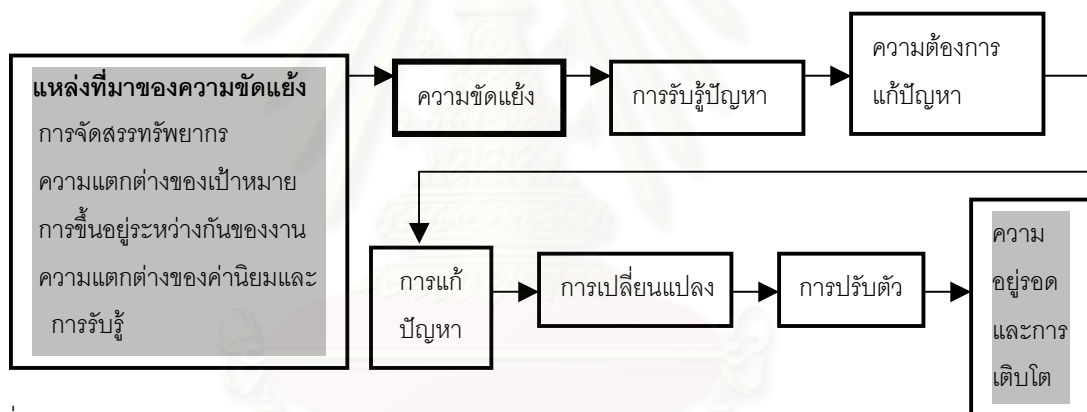 แหล่งที่มาของความขัดแย้ง
การจัดสรรทรัพยากร
ความแตกต่างของเป้าหมาย
การขึ้นอยู่ระหว่างกันของงาน
ความแตกต่างของค่านิยมและ
การรับรู้
ความขัดแย้ง
การรับรู้ปัญหา
ความต้องการ
แก้ปัญหา
การแก้
ปัญหา
การเปลี่ยนแปลง
การปรับตัว
ความ
อยู่รอด
และการ
เติบโต